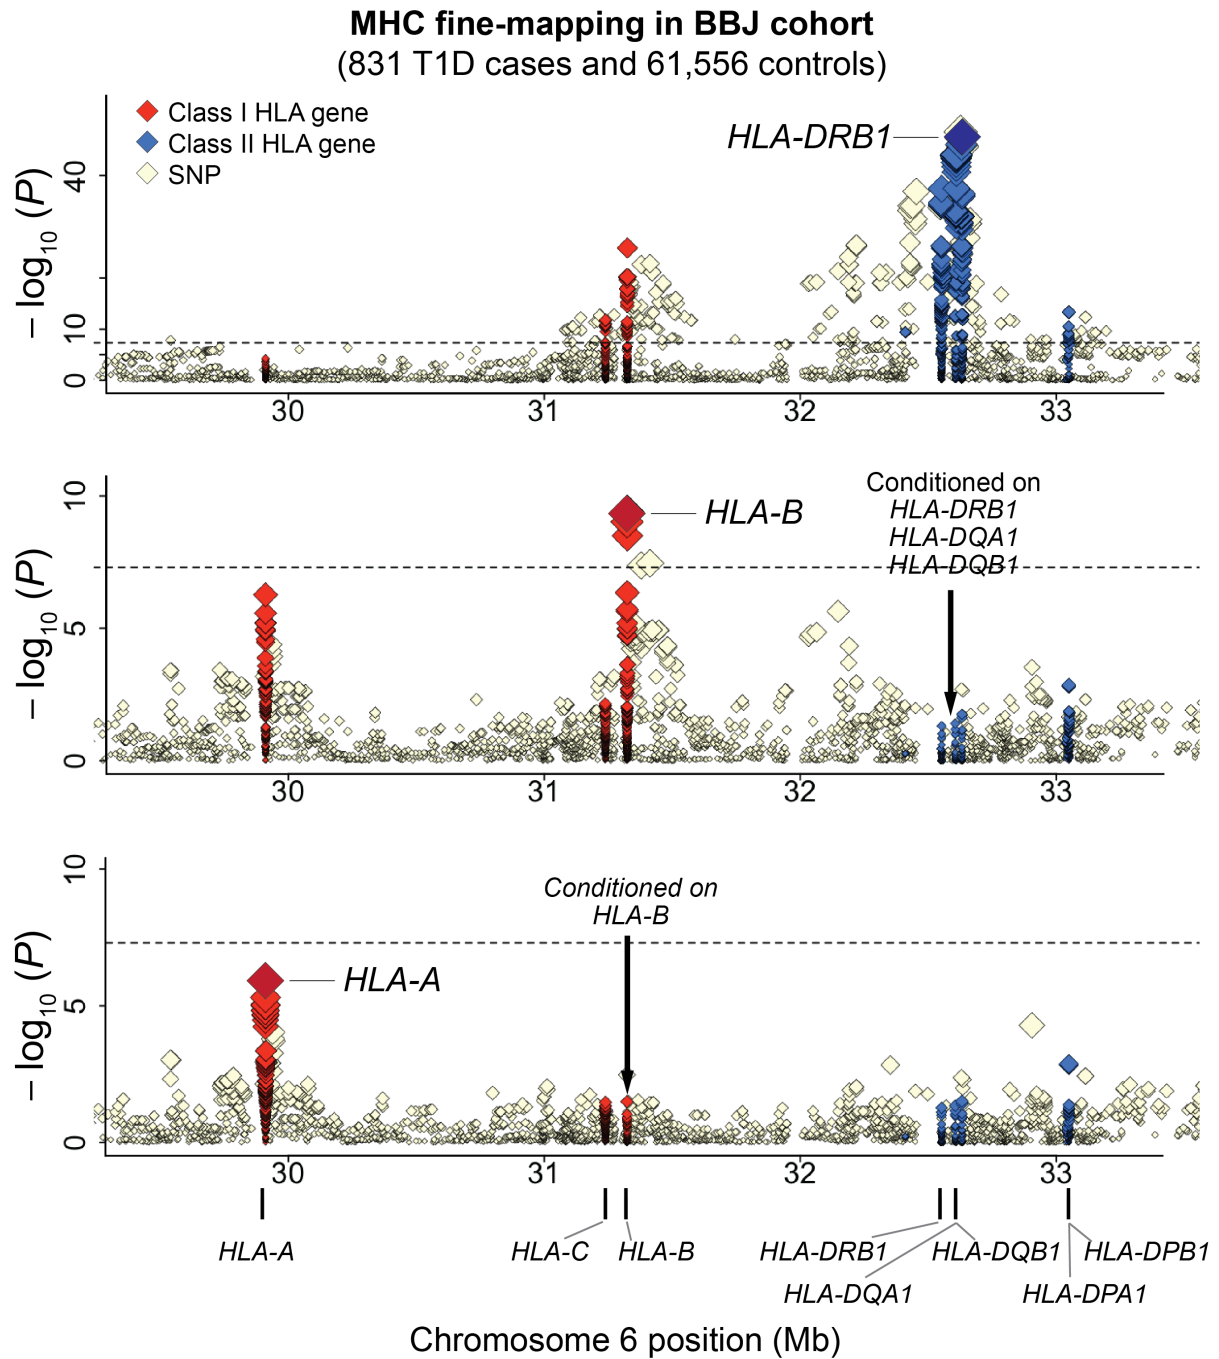 MHC fine-mapping in BBJ cohort
(831 T1D cases and 61,556 controls)
Class I HLA gene
Class II HLA gene
SNP
HLA-DRB1
– log10 (P)
40
10
0
30
31
32
33
– log10 (P)
10
5
0
HLA-B
Conditioned on
HLA-DRB1
HLA-DQA1
HLA-DQB1
30
31
32
33
– log10 (P)
10
5
0
Conditioned on
HLA-B
HLA-A
30
31
32
33
HLA-A
HLA-C
HLA-B
HLA-DRB1
HLA-DQB1
HLA-DPB1
HLA-DQA1
HLA-DPA1
Chromosome 6 position (Mb)